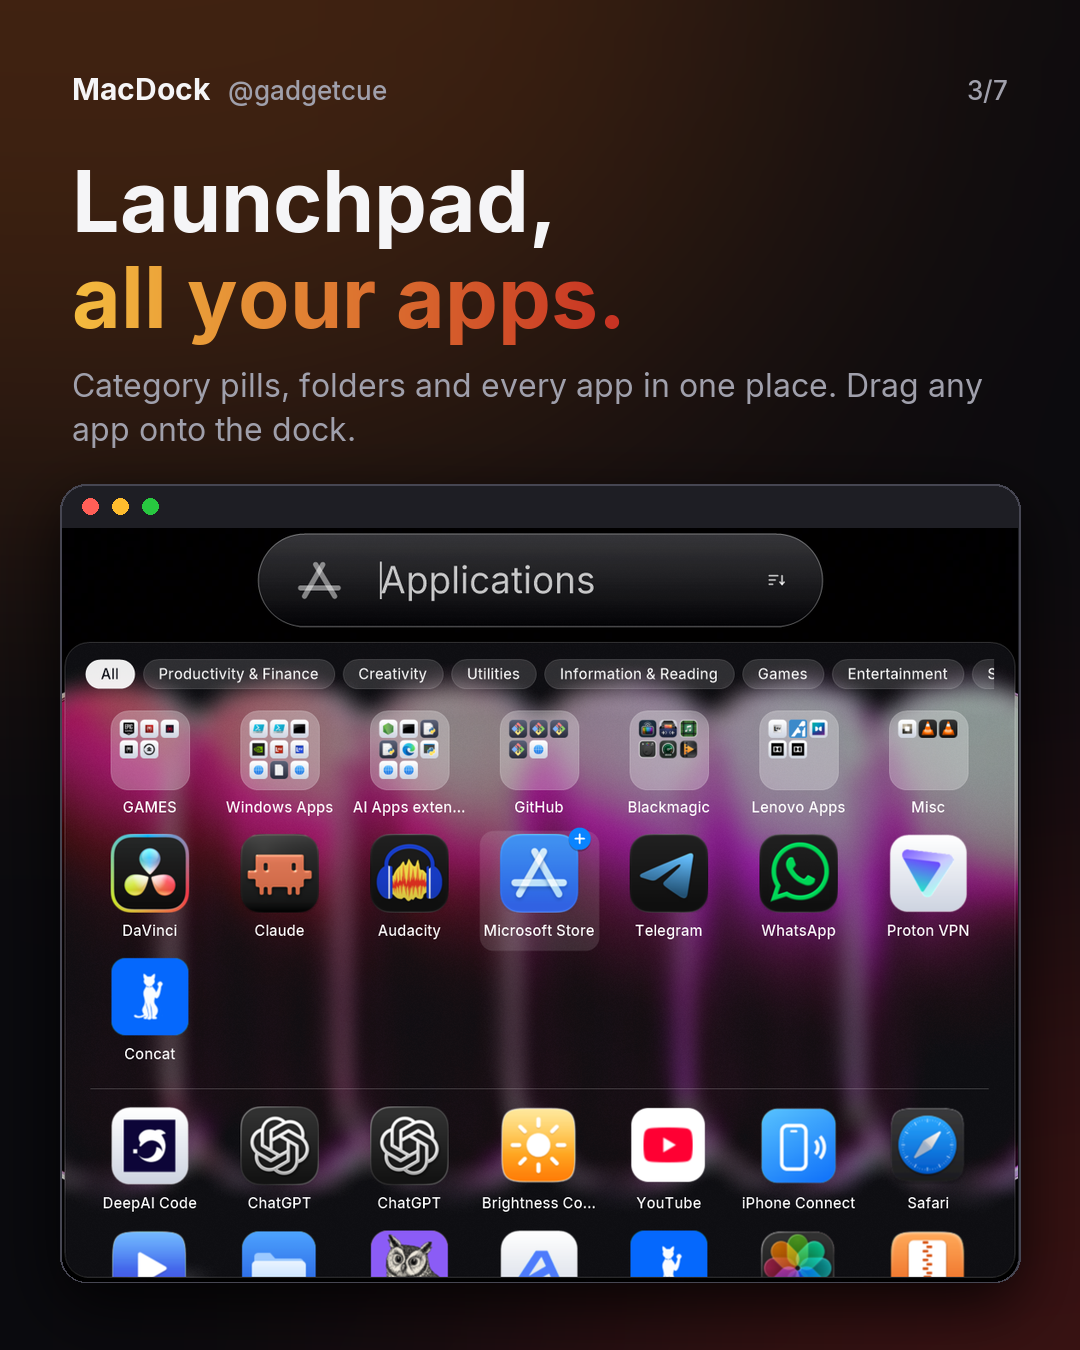 MacDock @gadgetcue
3/7
Launchpad,
all your apps.
Category pills, folders and every app in one place. Drag any
app onto the dock.
Applications
All Productivity & Finance Creativity Utilities Information & Reading Games Entertainment S
GAMES Windows Apps AI Apps exten... GitHub Blackmagic Lenovo Apps Misc
DaVinci Claude Audacity Microsoft Store Telegram WhatsApp Proton VPN
Concat
DeepAI Code ChatGPT ChatGPT Brightness Co... YouTube iPhone Connect Safari